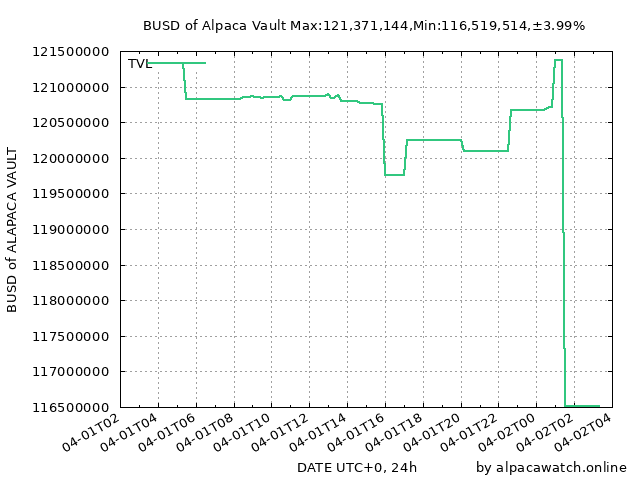 BUSD of Alpaca Vault Max:121,371,144,Min:116,519,514,±3.99%
TVL
121500000
121000000
120500000
120000000
119500000
119000000
118500000
118000000
117500000
117000000
116500000
BUSD of ALAPACA VAULT
04-01T02
04-01T04
04-01T06
04-01T08
04-01T10
04-01T12
04-01T14
04-01T16
04-01T18
04-01T20
04-01T22
04-02T00
04-02T02
04-02T04
DATE UTC+0, 24h
by alpacawatch.online